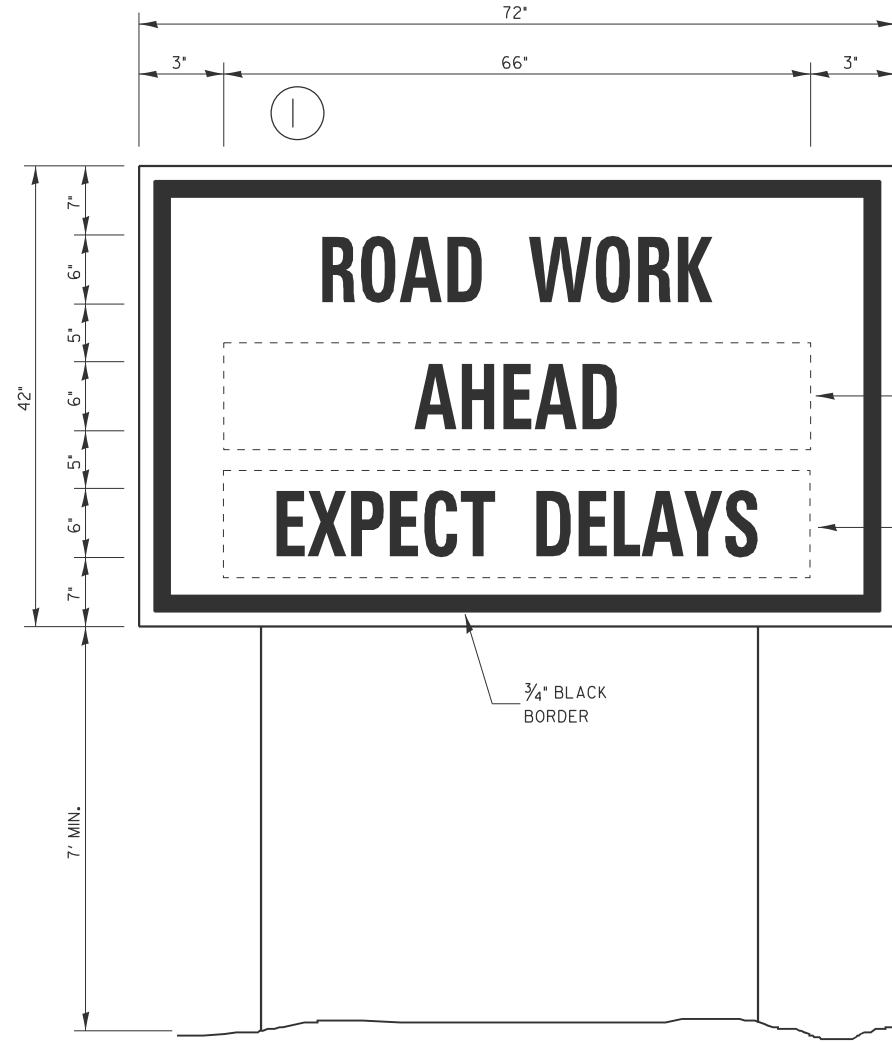 72"
3" 66" 3"
|
7"
6"
5"
6"
5"
6"
7"
42"
7' MIN.
ROAD WORK
AHEAD
EXPECT DELAYS
3/4" BLACK
BORDER